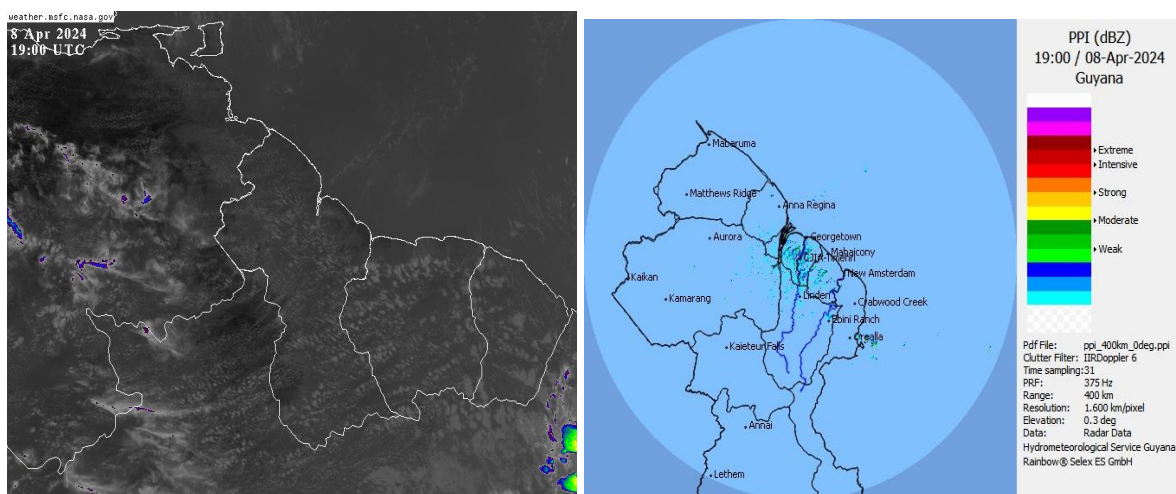 weather.msfc.nasa.gov
8 Apr 2024
19:00 UTC
Mabaruma
Matthews Ridge
Anna Regina
Aurora
Georgetown
Mahaicony
New Amsterdam
Kaikan
Kamarang
Linden
Crabwood Creek
Ebini Ranch
Orealla
Kaieteur Falls
Annai
Lethem
PPI (dBZ)
19:00 / 08-Apr-2024
Guyana
Extreme
Intensive
Strong
Moderate
Weak
Pdf File: ppi_400km_0deg.ppi
Clutter Filter: IIRDoppler 6
Time sampling:31
PRF: 375 Hz
Range: 400 km
Resolution: 1.600 km/pixel
Elevation: 0.3 deg
Data: Radar Data
Hydrometeorological Service Guyana
Rainbow® Selex ES GmbH